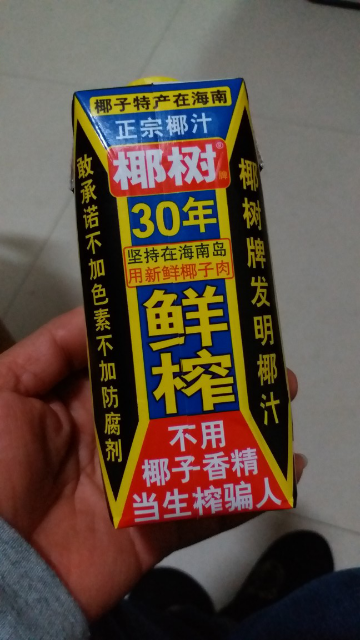 椰子特产在海南
正宗椰汁
椰树®
30年
坚持在海南岛
用新鲜椰子肉
鲜
榨
不用
椰子香精
当生榨骗人
敢承诺不加色素不加防腐剂
椰树牌发明椰汁